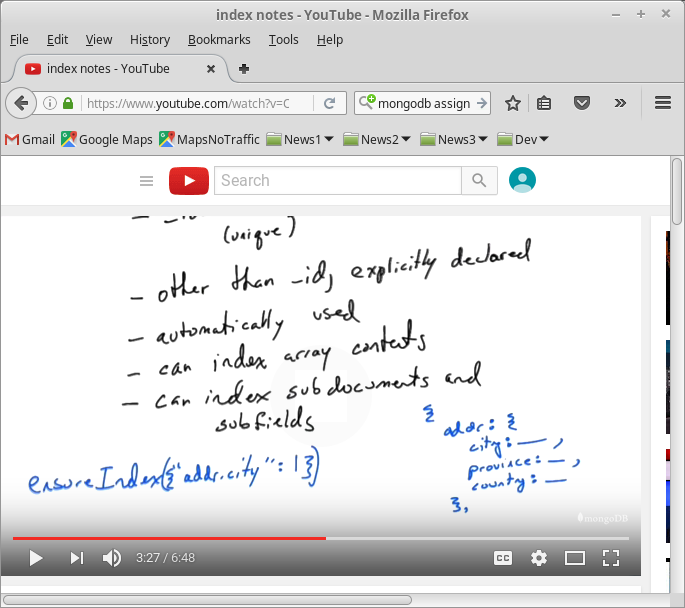 index notes - YouTube - Mozilla Firefox
File Edit View History Bookmarks Tools Help
index notes - YouTube
https://www.youtube.com/watch?v=C
mongodb assign
Gmail Google Maps MapsNoTraffic News1 News2 News3 Dev
Search
(unique)
- other than _id, explicitly declared
- automatically used
- can index array contents
- can index subdocuments and
subfields
{
addr: {
city: — ,
province: — ,
country: —
},
ensureIndex({"addr.city": 1})
mongoDB
3:27 / 6:48
CC